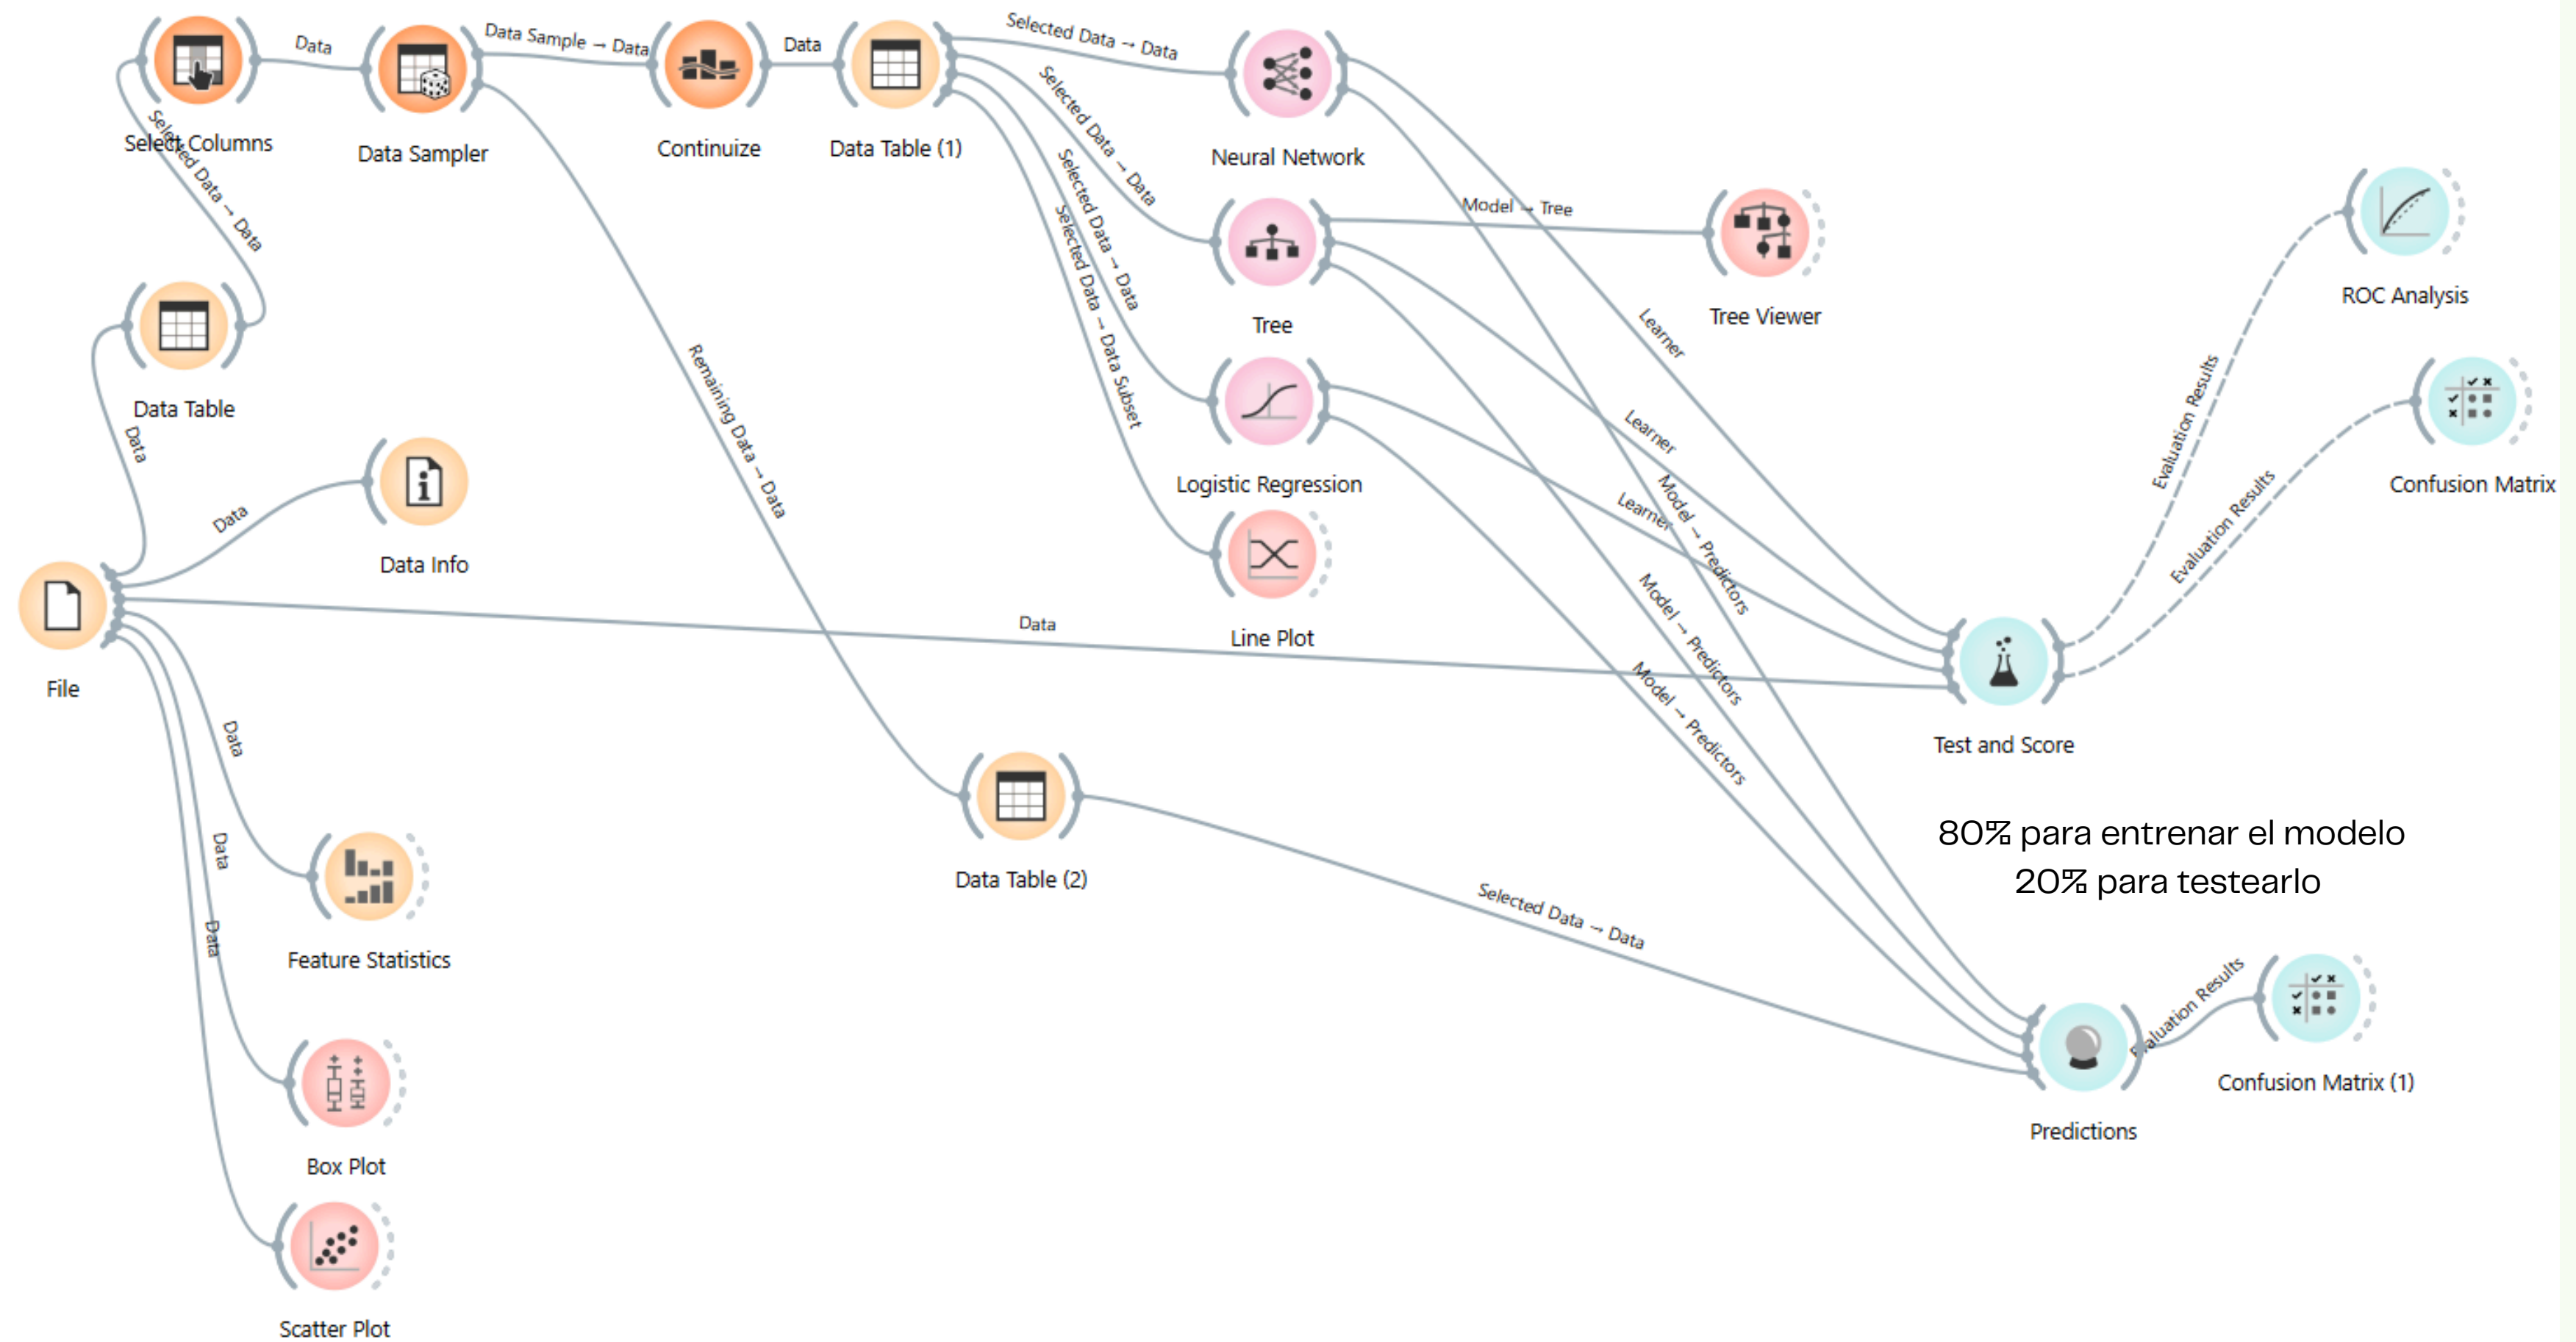 Selected Data → Data
Data
Data Sample → Data
Data
Selected Data → Data
Select Columns
Data Sampler
Continuize
Data Table (1)
Neural Network
Selected Data → Data
Selected Data → Data
Selected Data → Data
Selected Data → Data Subset
Model → Tree
Tree
Tree Viewer
ROC Analysis
Learner
Remaining Data → Data
Data Table
Data
Evaluation Results
Learner
Logistic Regression
Confusion Matrix
Evaluation Results
Learner
Data
Data Info
Model → Predictors
Data
Line Plot
Model → Predictors
File
Model → Predictors
Data
Test and Score
80% para entrenar el modelo
20% para testearlo
Data
Data Table (2)
Selected Data → Data
Data
Feature Statistics
Evaluation Results
Confusion Matrix (1)
Predictions
Box Plot
Scatter Plot